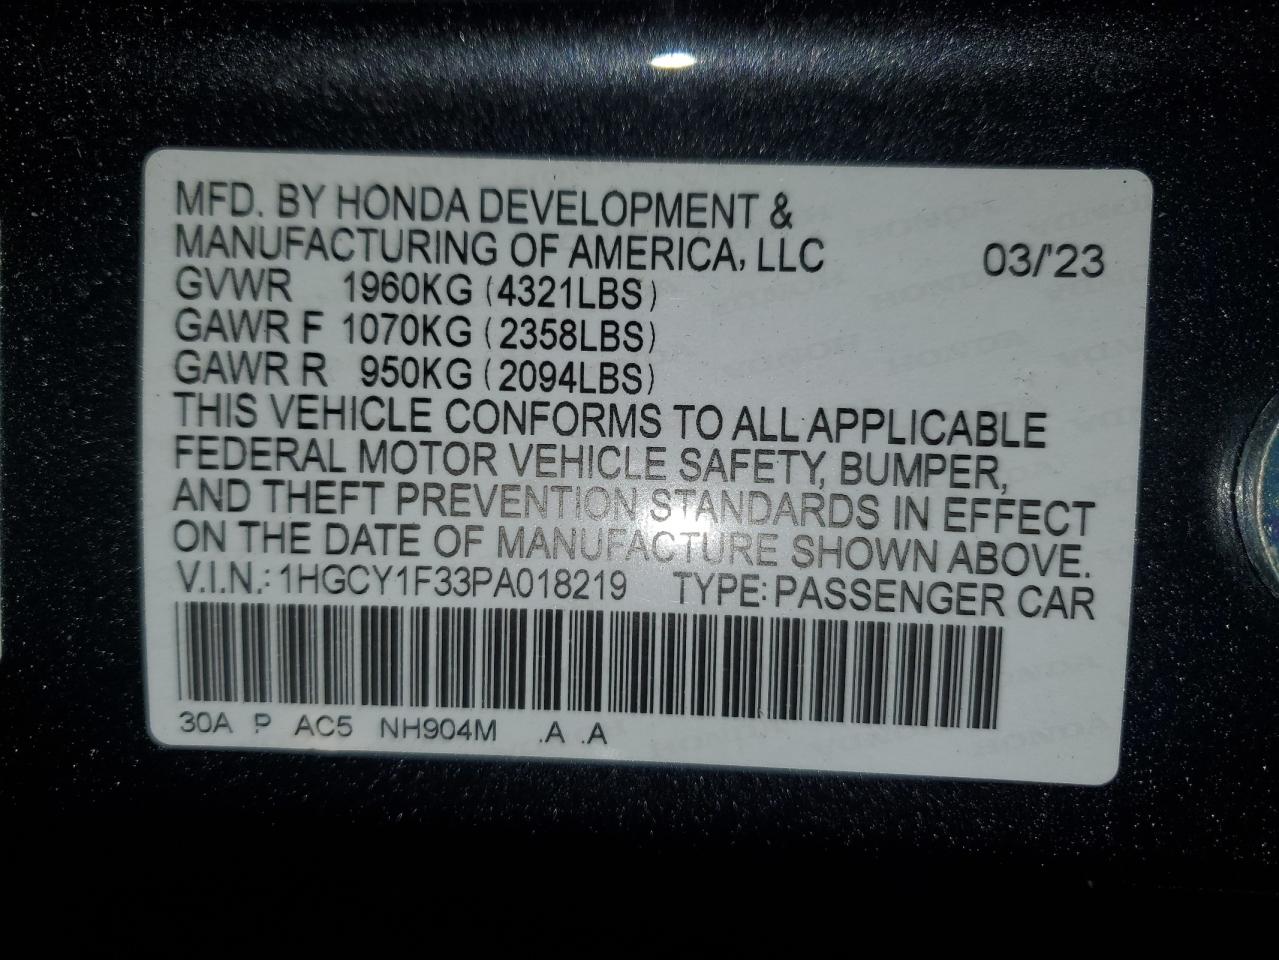 MFD. BY HONDA DEVELOPMENT &
MANUFACTURING OF AMERICA, LLC 03/'23
GVWR 1960KG (4321LBS)
GAWR F 1070KG (2358LBS)
GAWR R 950KG (2094LBS)
THIS VEHICLE CONFORMS TO ALL APPLICABLE
FEDERAL MOTOR VEHICLE SAFETY, BUMPER,
AND THEFT PREVENTION STANDARDS IN EFFECT
ON THE DATE OF MANUFACTURE SHOWN ABOVE.
V.I.N.: 1HGCY1F33PA018219 TYPE: PASSENGER CAR
30A P AC5 NH904M .A .A